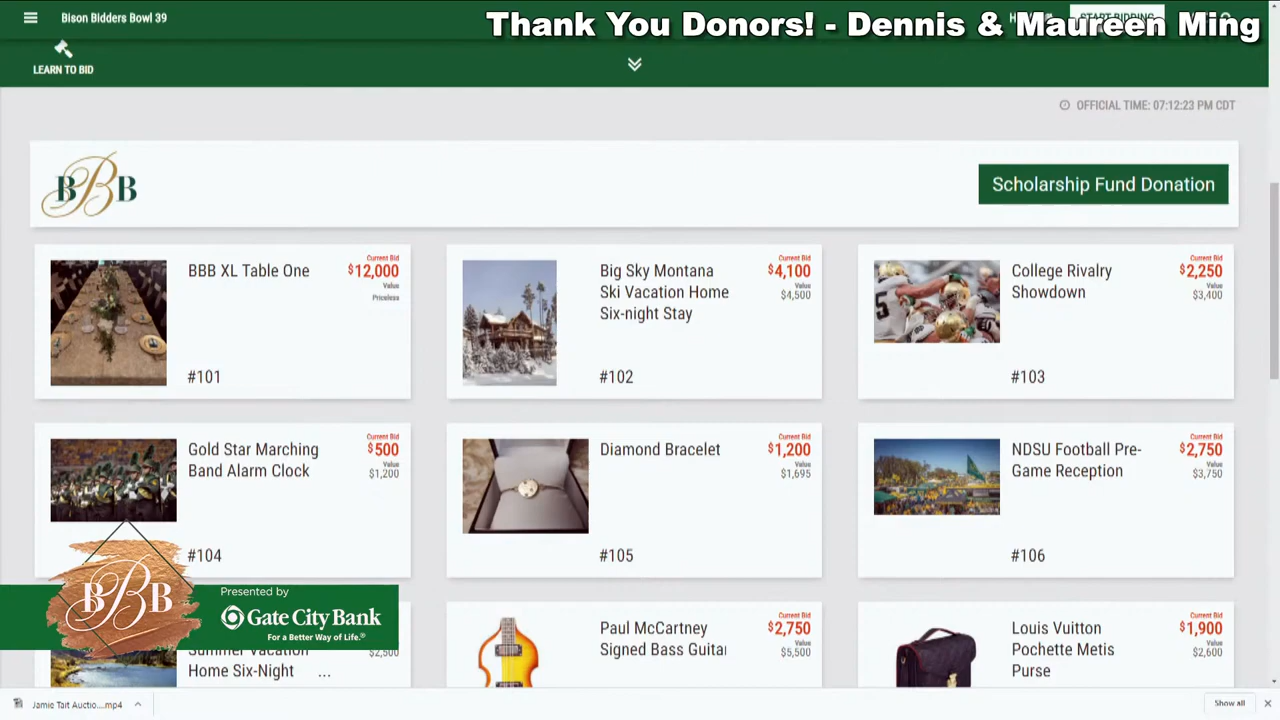 Bison Bidders Bowl 39
Thank You Donors! - Dennis & Maureen Ming
LEARN TO BID
OFFICIAL TIME: 07:12:23 PM CDT
BBB
Scholarship Fund Donation
BBB XL Table One
Current Bid
$12,000
Value
Priceless
#101
Big Sky Montana
Ski Vacation Home
Six-night Stay
Current Bid
$4,100
Value
$4,500
#102
College Rivalry
Showdown
Current Bid
$2,250
Value
$3,400
#103
Gold Star Marching
Band Alarm Clock
Current Bid
$500
Value
$1,200
#104
Diamond Bracelet
Current Bid
$1,200
Value
$1,695
#105
NDSU Football Pre-
Game Reception
Current Bid
$2,750
Value
$3,750
#106
BBB
Presented by
Gate City Bank
For a Better Way of Life.®
Summer Vacation
Home Six-Night ...
$2,500
Paul McCartney
Signed Bass Guitar
Current Bid
$2,750
Value
$5,500
Louis Vuitton
Pochette Metis
Purse
Current Bid
$1,900
Value
$2,600
Jamie Tait Auctio....mp4
Show all